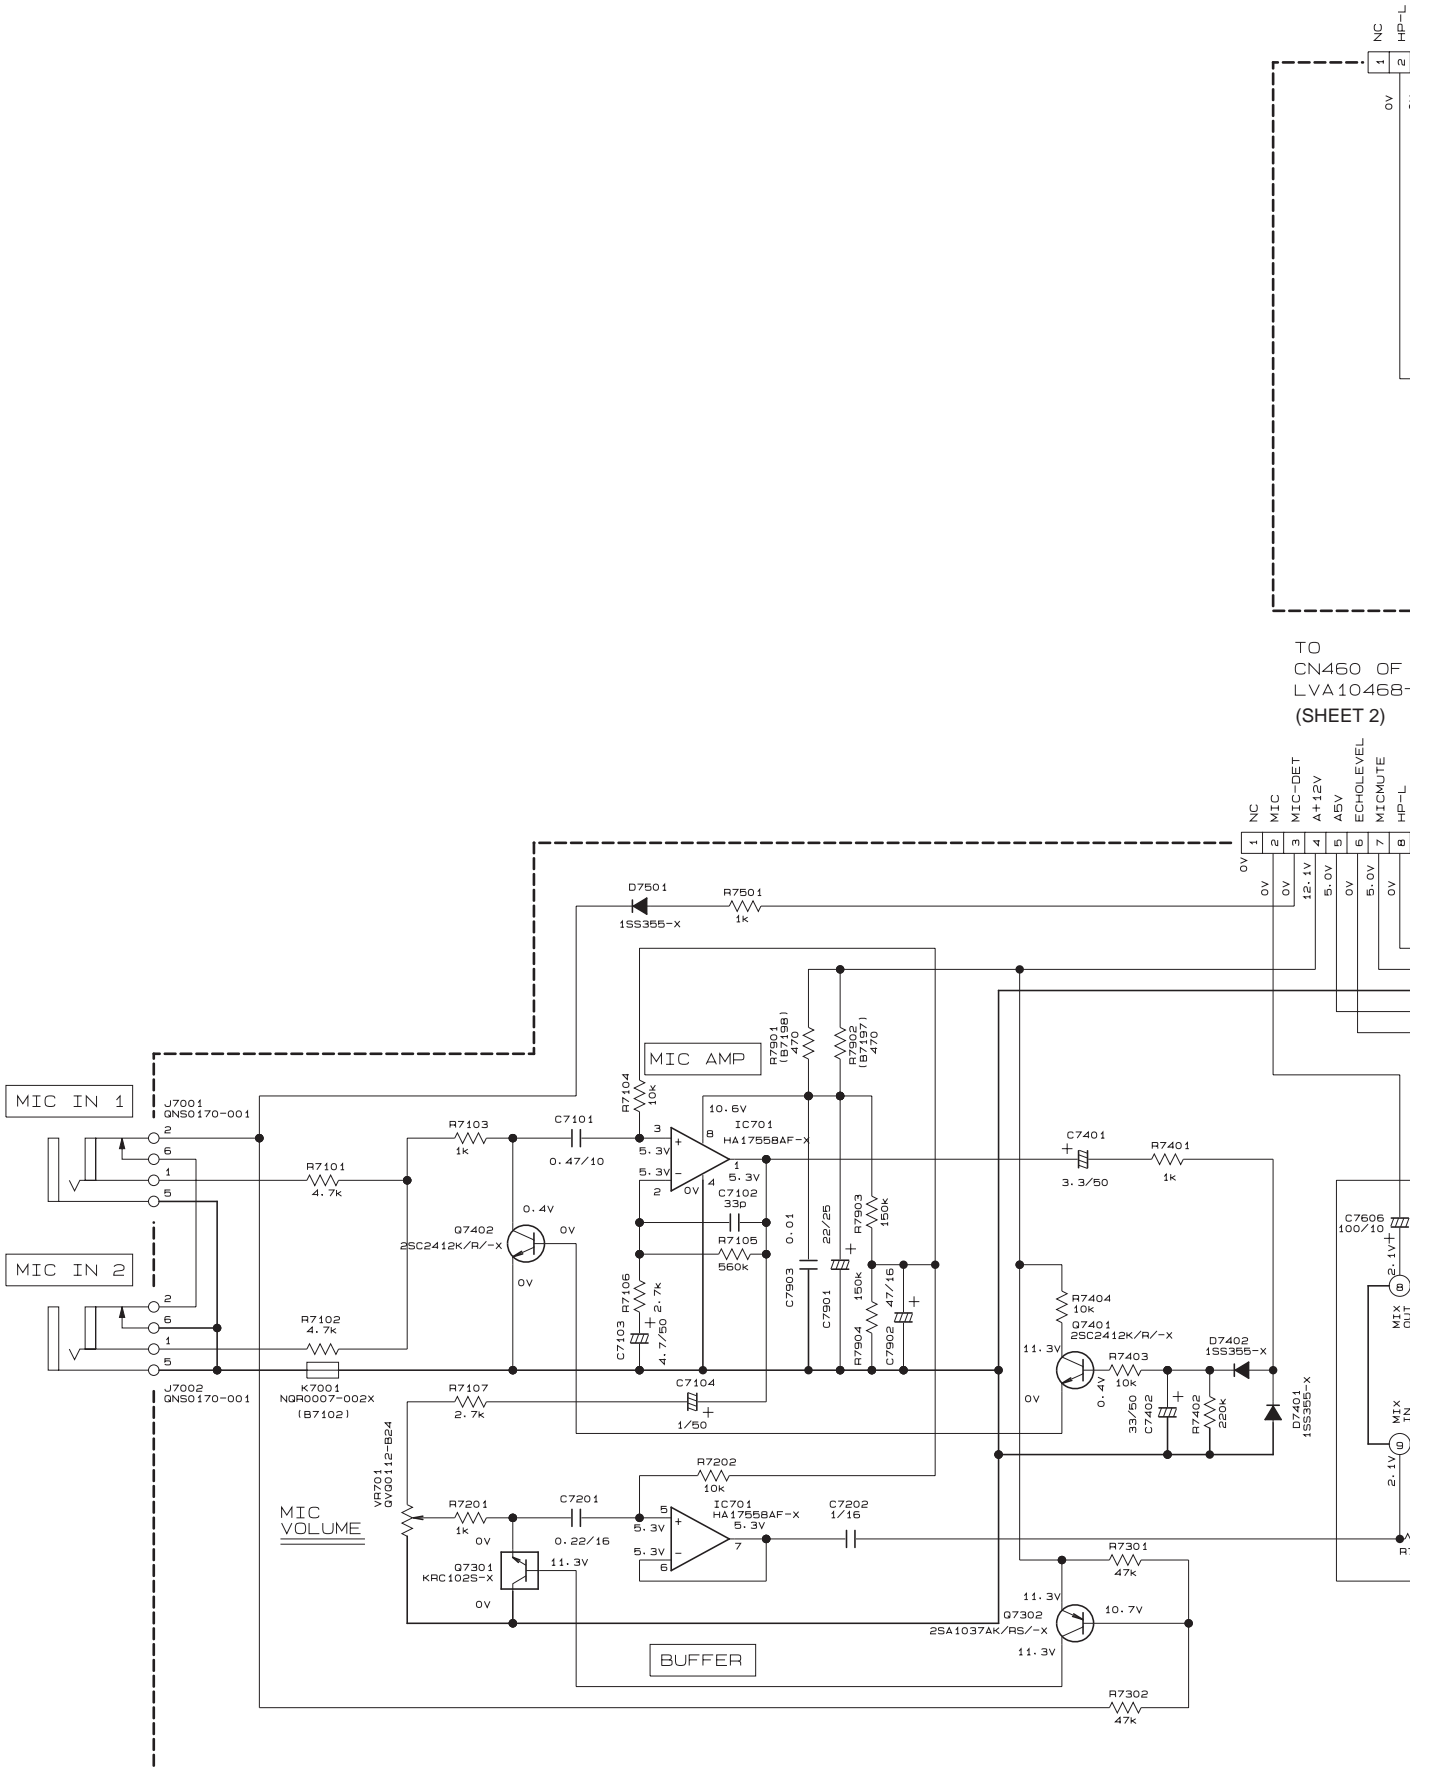 NC
HP-L
1
2
0V
TO
CN460 OF
LVA10468-
(SHEET 2)
NC
MIC
MIC-DET
A+12V
A5V
ECHOLEVEL
MICMUTE
HP-L
1
2
3
4
5
6
7
8
0V
0V
0V
12.1V
5.0V
0V
5.0V
0V
D7501
1SS355-X
R7501
1k
MIC AMP
R7901
(B7198)
470
R7902
(B7197)
470
R7104
10k
MIC IN 1
J7001
QNS0170-001
2
6
1
5
R7101
4.7k
R7103
1k
C7101
0.47/10
10.6V
IC701
HA17558AF-X
3
+
5.3V
5.3V
-
2
8
1
5.3V
0V
4
C7102
33p
R7105
560k
R7106
2.7k
C7103
+
4.7/50
0.4V
Q7402
2SC2412K/R/-X
0V
0V
C7903
0.01
C7901
22/25
+
R7903
150k
R7904
150k
C7902
47/16
+
C7401
+
3.3/50
R7401
1k
C7606
100/10
+
2.1V
8
MIX
OUT
MIX
IN
9
2.1V
MIC IN 2
2
6
1
5
J7002
QNS0170-001
R7102
4.7k
K7001
NQR0007-002X
(B7102)
R7107
2.7k
C7104
+
1/50
R7404
10k
Q7401
2SC2412K/R/-X
11.3V
0V
0.4V
R7403
10k
D7402
1SS355-X
D7401
1SS355-X
C7402
33/50
+
R7402
220k
VR701
QVQ0112-B24
MIC
VOLUME
R7201
1k
0V
C7201
0.22/16
R7202
10k
IC701
HA17558AF-X
5.3V
5
+
5.3V
5.3V
-
6
7
C7202
1/16
Q7301
KRC102S-X
11.3V
0V
R7301
47k
R7
11.3V
Q7302
2SA1037AK/RS/-X
10.7V
11.3V
BUFFER
R7302
47k